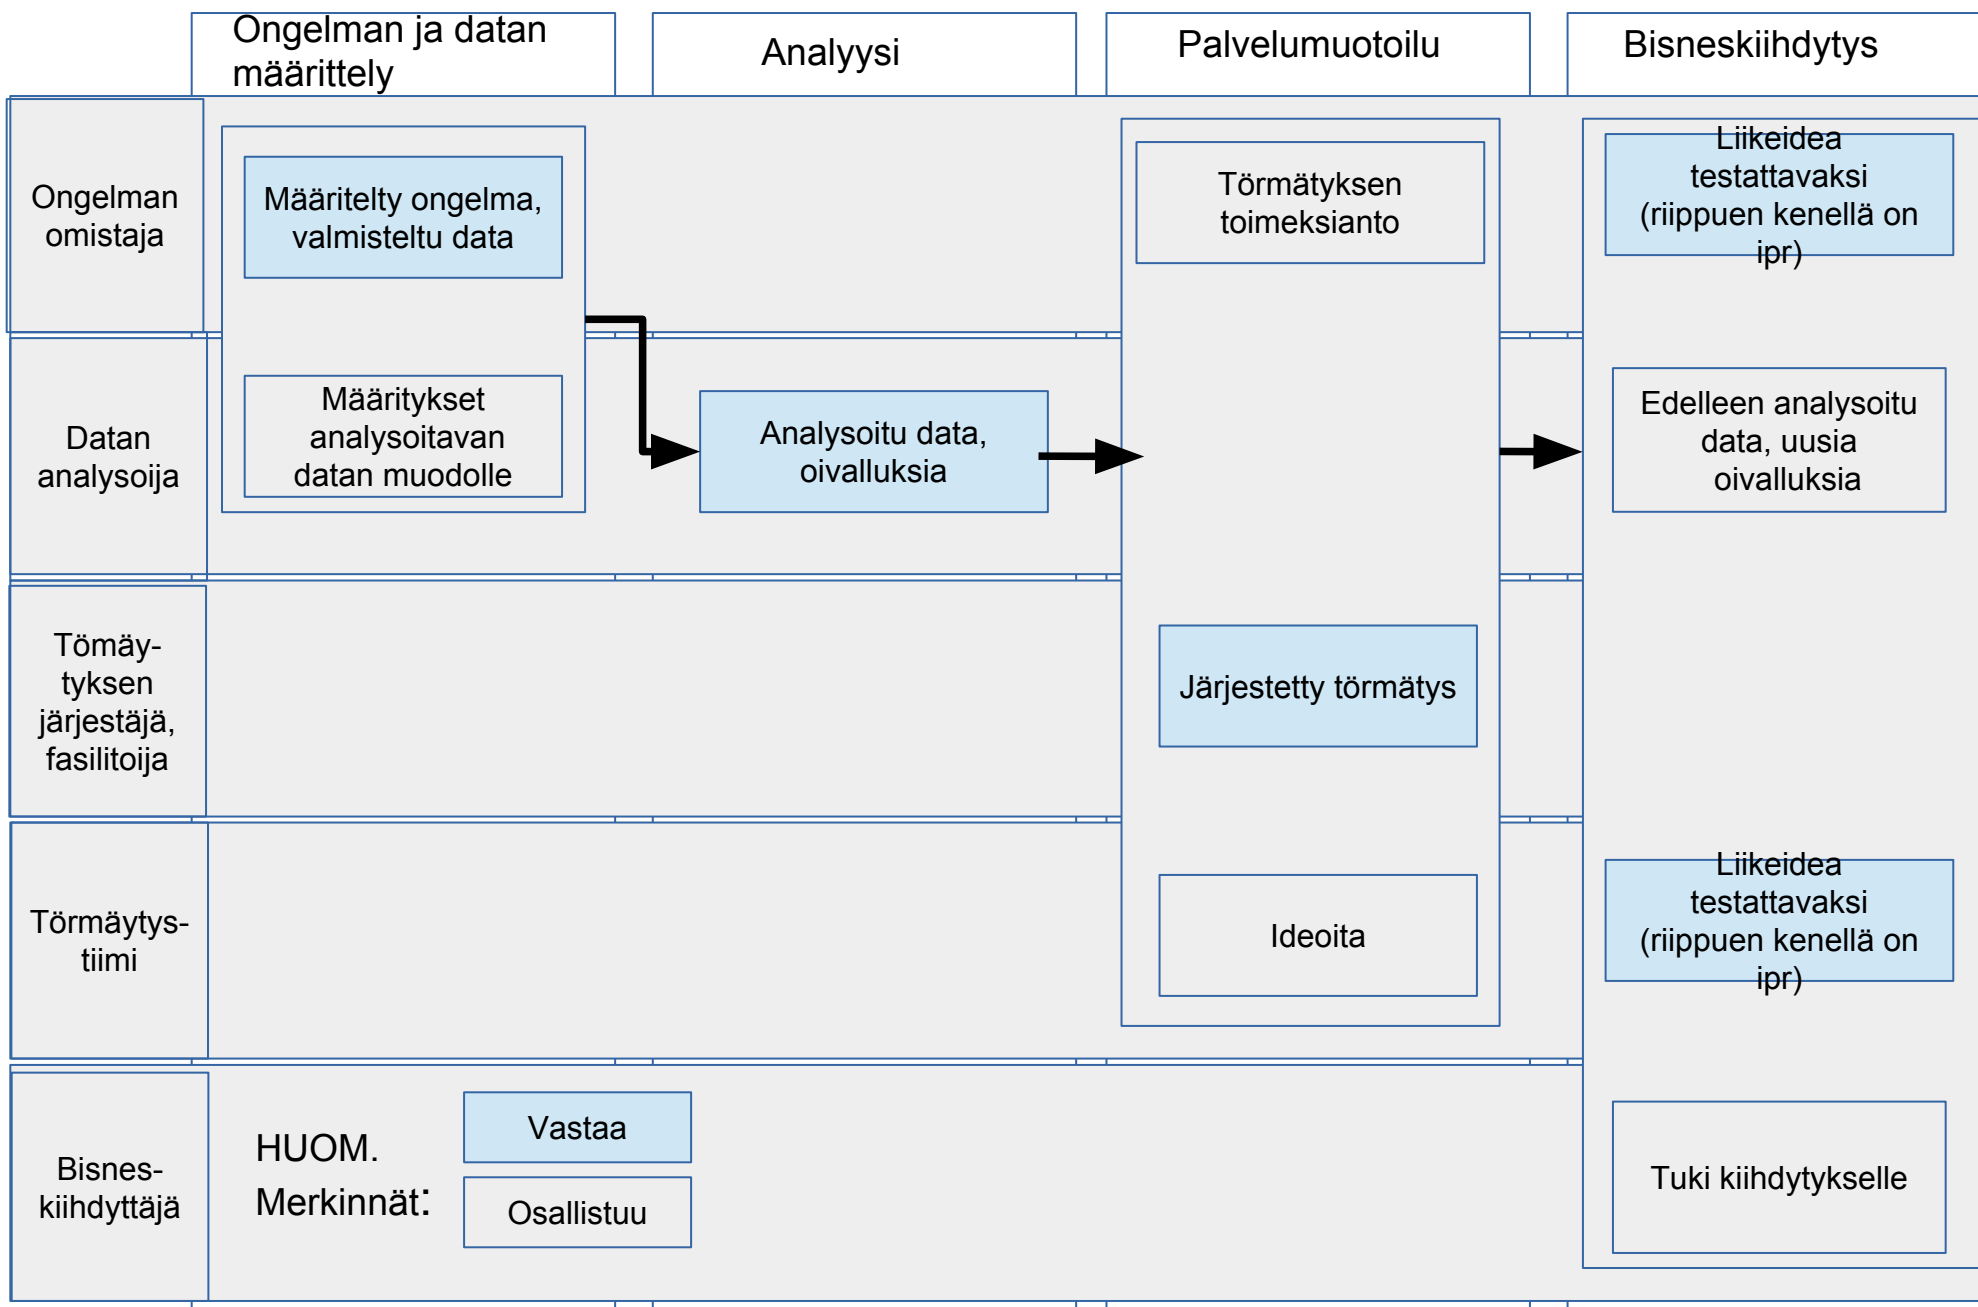 Ongelman ja datan
määrittely
Analyysi
Palvelumuotoilu
Bisneskiihdytys
Ongelman
omistaja
Määritelty ongelma,
valmisteltu data
Törmätyksen
toimeksianto
Liikeidea
testattavaksi
(riippuen kenellä on
ipr)
Datan
analysoija
Määritykset
analysoitavan
datan muodolle
Analysoitu data,
oivalluksia
Edelleen analysoitu
data, uusia
oivalluksia
Tömäy-
tyksen
järjestäjä,
fasilitoija
Järjestetty törmätys
Törmäytys-
tiimi
Ideoita
Liikeidea
testattavaksi
(riippuen kenellä on
ipr)
Bisnes-
kiihdyttäjä
HUOM.
Merkinnät:
Vastaa
Osallistuu
Tuki kiihdytykselle